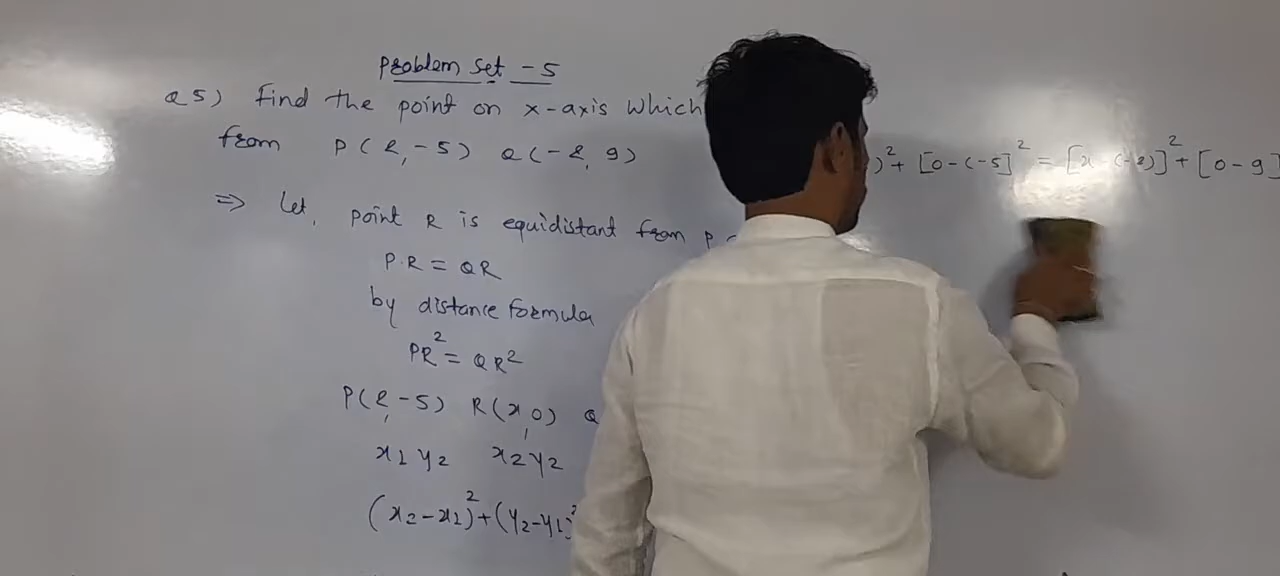 Problem set - 5
Q 5) Find the point on x-axis which
from P(2,-5) Q(-2,9)
⇒ Let, point R is equidistant from P
P.R = QR
by distance formula
PR² = QR²
P(2,-5) R(x,0) Q
x1 y2 x2 y2
(x2-x1)²+(y2-y1)²
)²+ [0-(-5]² = [x-(-2)]²+[0-9]